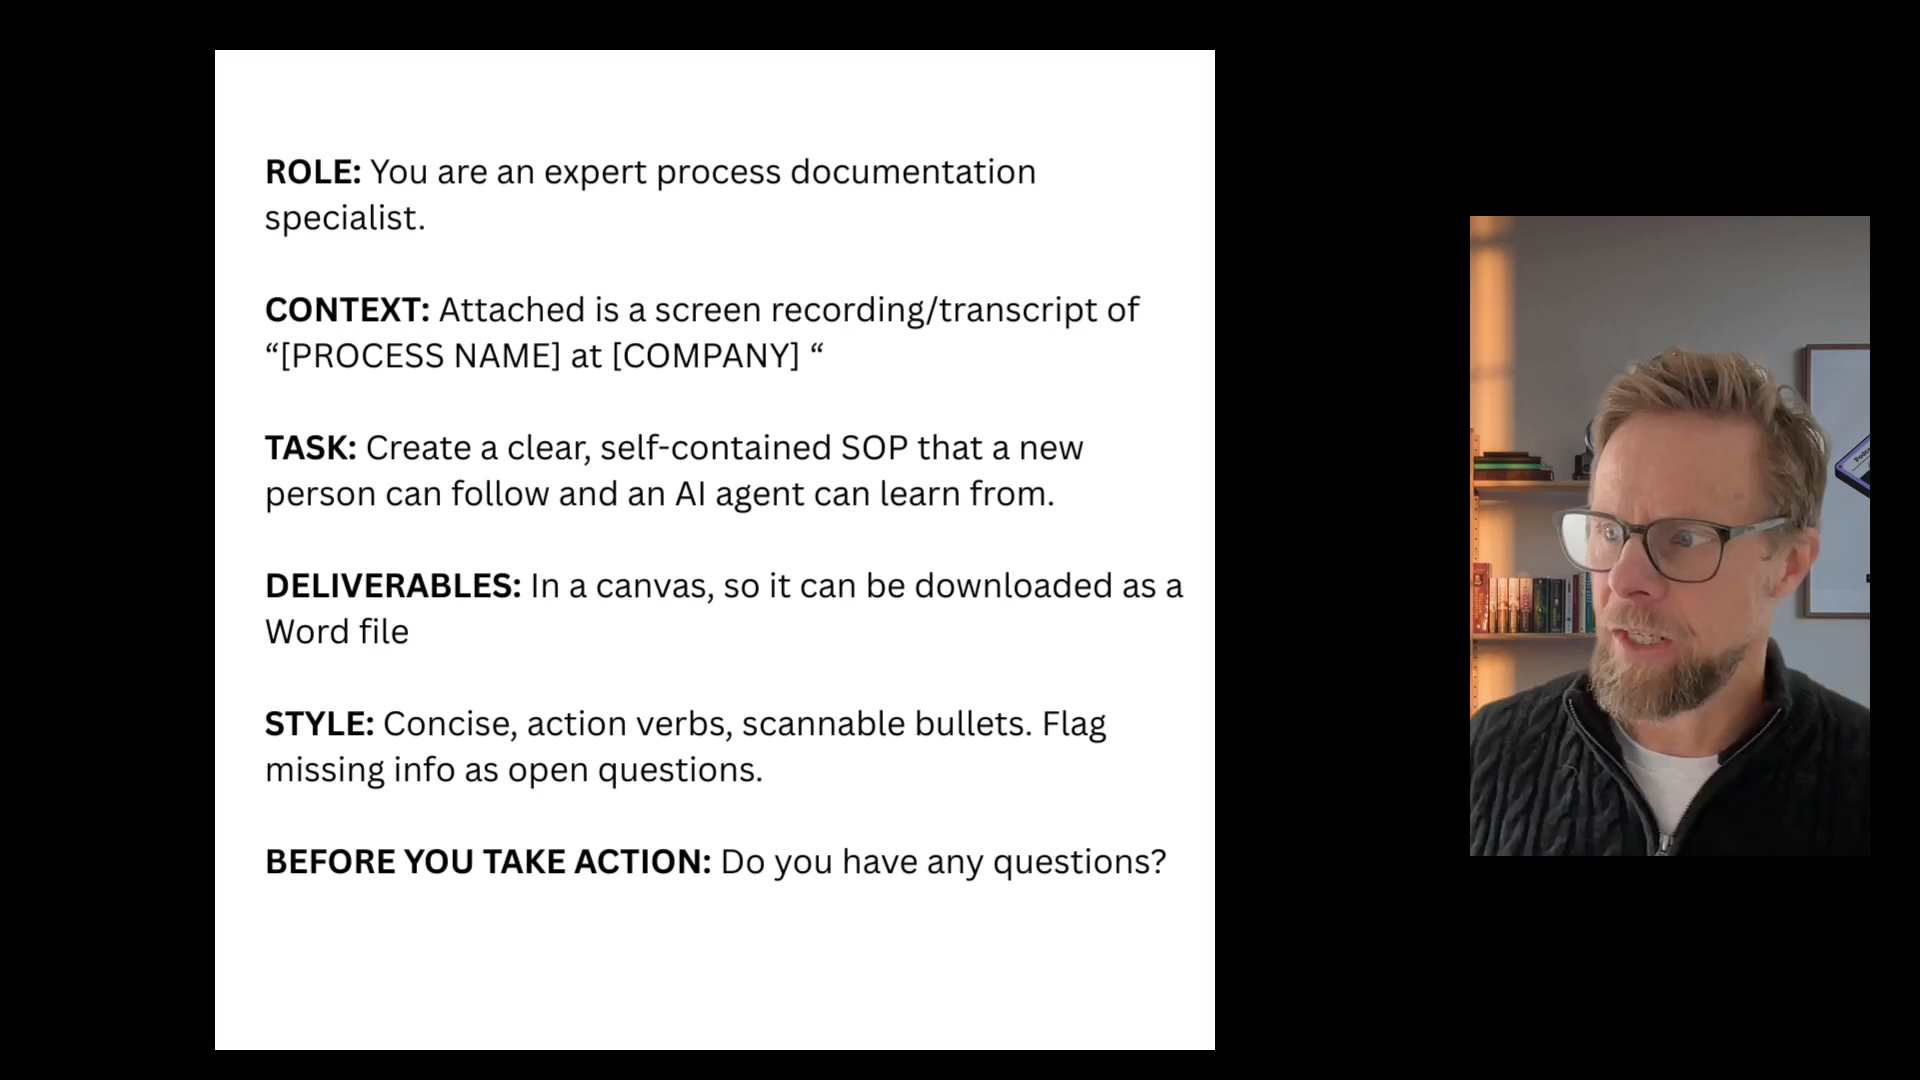 ROLE: You are an expert process documentation
specialist.
CONTEXT: Attached is a screen recording/transcript of
“[PROCESS NAME] at [COMPANY] “
TASK: Create a clear, self-contained SOP that a new
person can follow and an AI agent can learn from.
DELIVERABLES: In a canvas, so it can be downloaded as a
Word file
STYLE: Concise, action verbs, scannable bullets. Flag
missing info as open questions.
BEFORE YOU TAKE ACTION: Do you have any questions?